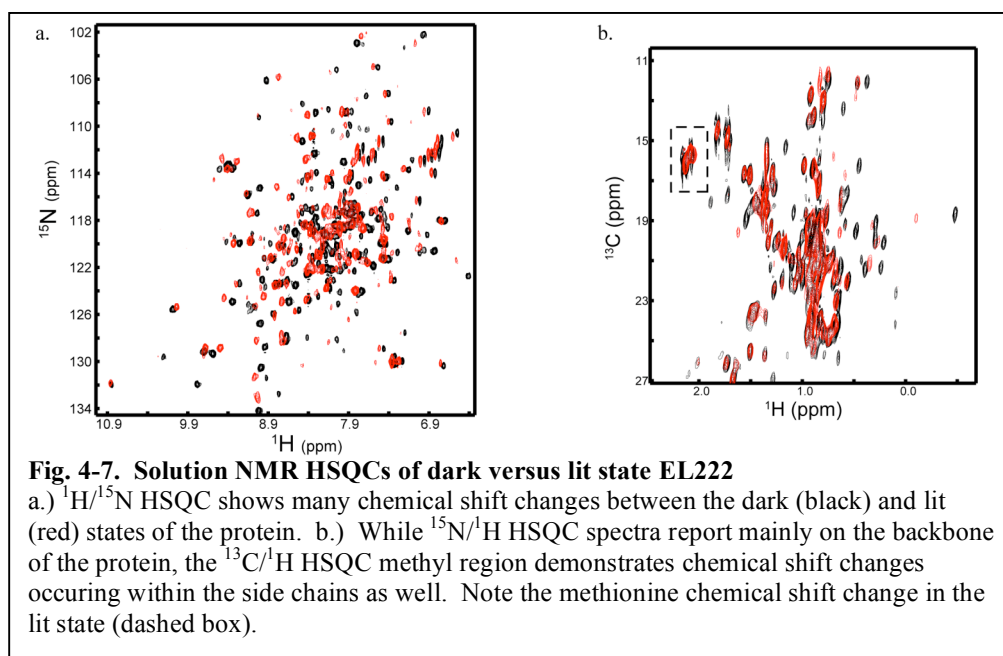 a.
b.
102
106
110
114
118
122
126
130
134
15N (ppm)
10.9 9.9 8.9 7.9 6.9
1H (ppm)
11
15
19
23
27
13C (ppm)
2.0 1.0 0.0
1H (ppm)
Fig. 4-7. Solution NMR HSQCs of dark versus lit state EL222
a.) 1H/15N HSQC shows many chemical shift changes between the dark (black) and lit
(red) states of the protein. b.) While 15N/1H HSQC spectra report mainly on the backbone
of the protein, the 13C/1H HSQC methyl region demonstrates chemical shift changes
occuring within the side chains as well. Note the methionine chemical shift change in the
lit state (dashed box).